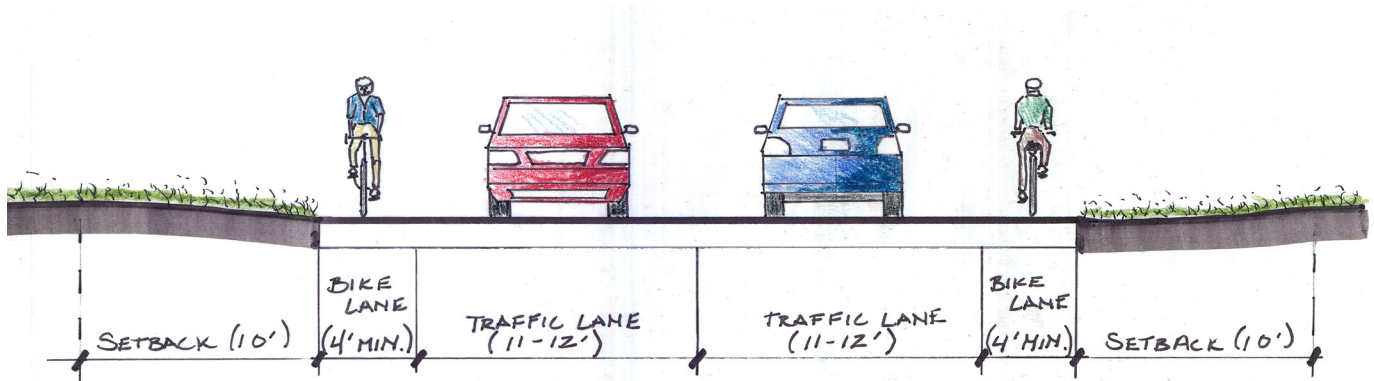 SETBACK (10')
BIKE
LANE
(4' MIN.)
TRAFFIC LANE
(11-12')
TRAFFIC LANE
(11-12')
BIKE
LANE
(4' MIN.)
SETBACK (10')